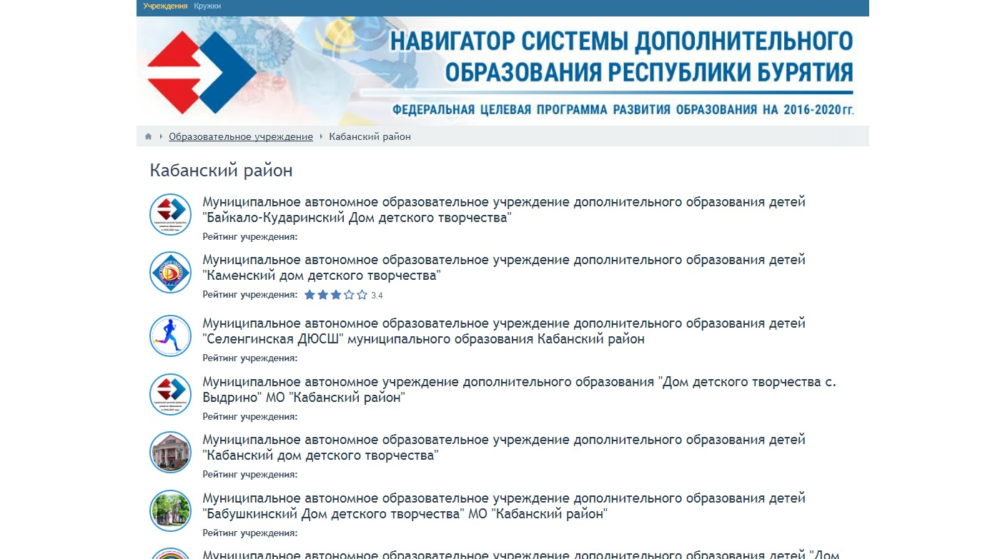 Учреждения Кружки
НАВИГАТОР СИСТЕМЫ ДОПОЛНИТЕЛЬНОГО
ОБРАЗОВАНИЯ РЕСПУБЛИКИ БУРЯТИЯ
ФЕДЕРАЛЬНАЯ ЦЕЛЕВАЯ ПРОГРАММА РАЗВИТИЯ ОБРАЗОВАНИЯ НА 2016-2020гг.
Образовательное учреждение Кабанский район
Кабанский район
Муниципальное автономное образовательное учреждение дополнительного образования детей
"Байкало-Кударинский Дом детского творчества"
Рейтинг учреждения:
Муниципальное автономное образовательное учреждение дополнительного образования детей
"Каменский дом детского творчества"
Рейтинг учреждения: 3.4
Муниципальное автономное образовательное учреждение дополнительного образования детей
"Селенгинская ДЮСШ" муниципального образования Кабанский район
Рейтинг учреждения:
Муниципальное автономное учреждение дополнительного образования "Дом детского творчества с.
Выдрино" МО "Кабанский район"
Рейтинг учреждения:
Муниципальное автономное образовательное учреждение дополнительного образования детей
"Кабанский дом детского творчества"
Рейтинг учреждения:
Муниципальное автономное образовательное учреждение дополнительного образования детей
"Бабушкинский Дом детского творчества" МО "Кабанский район"
Рейтинг учреждения:
Муниципальное автономное образовательное учреждение дополнительного образования детей "Дом